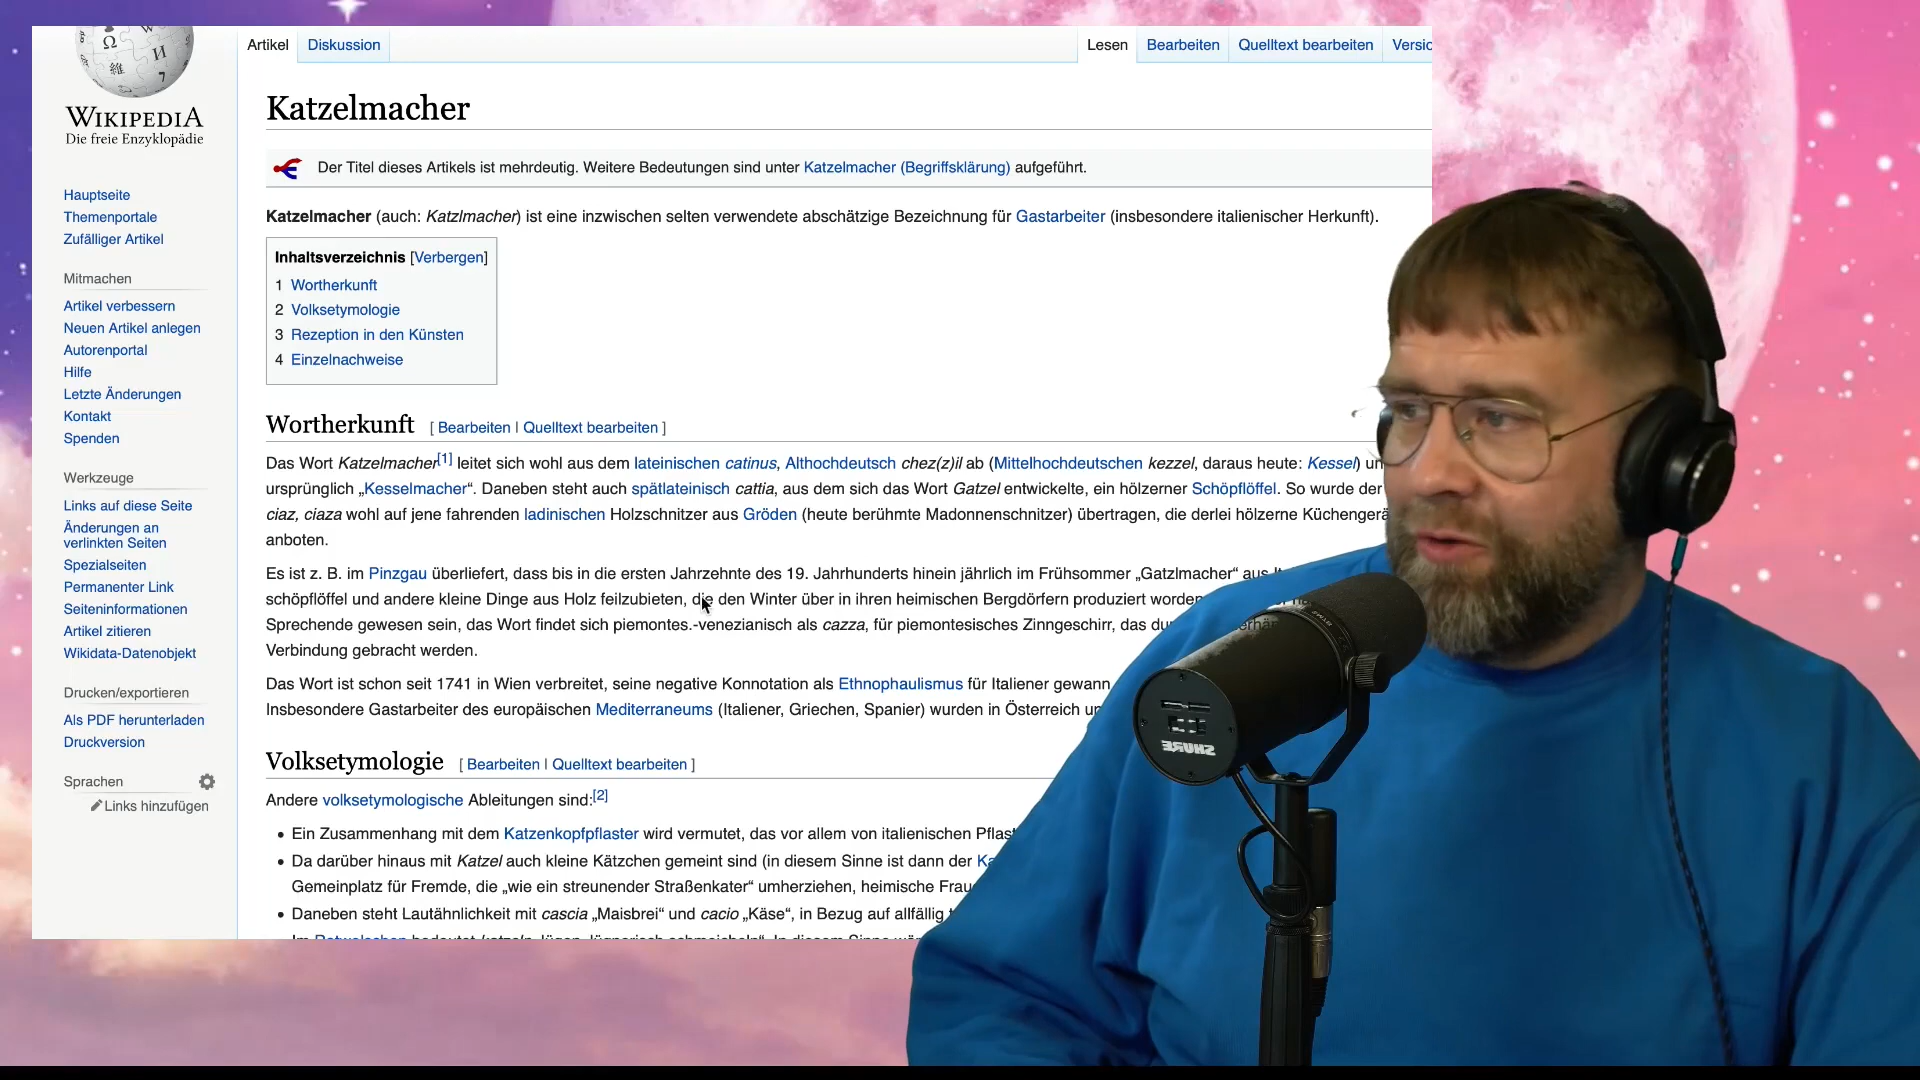 Artikel Diskussion Lesen Bearbeiten Quelltext bearbeiten
WIKIPEDIA
Die freie Enzyklopädie
Hauptseite
Themenportale
Zufälliger Artikel
Mitmachen
Artikel verbessern
Neuen Artikel anlegen
Autorenportal
Hilfe
Letzte Änderungen
Kontakt
Spenden
Werkzeuge
Links auf diese Seite
Änderungen an
verlinkten Seiten
Spezialseiten
Permanenter Link
Seiteninformationen
Artikel zitieren
Wikidata-Datenobjekt
Drucken/exportieren
Als PDF herunterladen
Druckversion
Sprachen
Links hinzufügen
Katzelmacher
Der Titel dieses Artikels ist mehrdeutig. Weitere Bedeutungen sind unter Katzelmacher (Begriffsklärung) aufgeführt.
Katzelmacher (auch: Katzlmacher) ist eine inzwischen selten verwendete abschätzige Bezeichnung für Gastarbeiter (insbesondere italienischer Herkunft).
Inhaltsverzeichnis [Verbergen]
1 Wortherkunft
2 Volksetymologie
3 Rezeption in den Künsten
4 Einzelnachweise
Wortherkunft [ Bearbeiten | Quelltext bearbeiten ]
Das Wort Katzelmacher[1] leitet sich wohl aus dem lateinischen catinus, Althochdeutsch chez(z)il ab (Mittelhochdeutschen kezzel, daraus heute: Kessel)
ursprünglich „Kesselmacher“. Daneben steht auch spätlateinisch cattia, aus dem sich das Wort Gatzel entwickelte, ein hölzerner Schöpflöffel. So wurde der
ciaz, ciaza wohl auf jene fahrenden ladinischen Holzschnitzer aus Gröden (heute berühmte Madonnenschnitzer) übertragen, die derlei hölzerne
anboten.
Es ist z. B. im Pinzgau überliefert, dass bis in die ersten Jahrzehnte des 19. Jahrhunderts hinein jährlich im Frühsommer „Gatzlmacher“ aus
schöpflöffel und andere kleine Dinge aus Holz feilzubieten, die den Winter über in ihren heimischen Bergdörfern produziert worden
Sprechende gewesen sein, das Wort findet sich piemontes.-venezianisch als cazza, für piemontesisches Zinngeschirr, das
Verbindung gebracht werden.
Das Wort ist schon seit 1741 in Wien verbreitet, seine negative Konnotation als Ethnophaulismus für Italiener gewann
Insbesondere Gastarbeiter des europäischen Mediterraneums (Italiener, Griechen, Spanier) wurden in Österreich
Volksetymologie [ Bearbeiten | Quelltext bearbeiten ]
Andere volksetymologische Ableitungen sind:[2]
• Ein Zusammenhang mit dem Katzenkopfpflaster wird vermutet, das vor allem von italienischen
• Da darüber hinaus mit Katzel auch kleine Kätzchen gemeint sind (in diesem Sinne ist dann der
Gemeinplatz für Fremde, die „wie ein streunender Straßenkater“ umherziehen, heimische
• Daneben steht Lautähnlichkeit mit cascia „Maisbrei“ und cacio „Käse“, in Bezug auf allfällig
SHURE